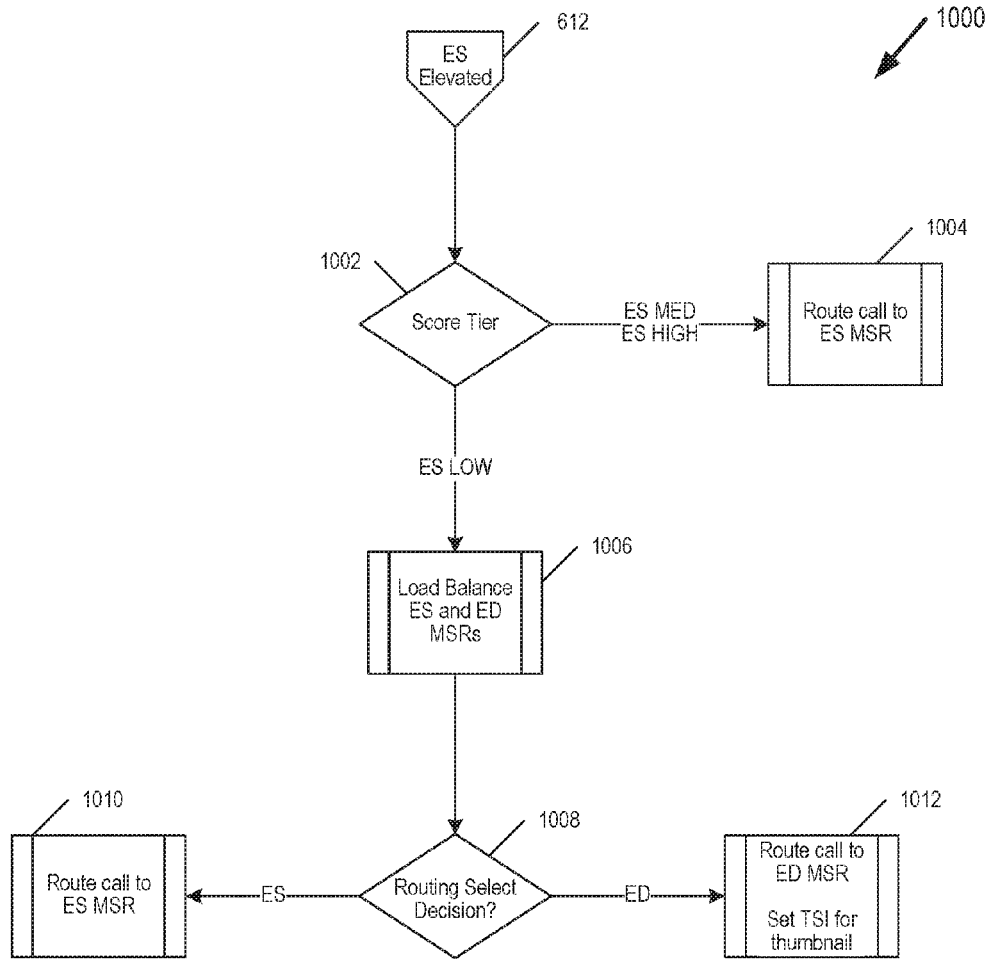 612
1000
ES
Elevated
1002
1004
Score Tier
ES MED
ES HIGH
Route call to
ES MSR
ES LOW
1006
Load Balance
ES and ED
MSRs
1010
1008
1012
Route call to
ES MSR
ES
Routing Select
Decision?
ED
Route call to
ED MSR
Set TSI for
thumbnail